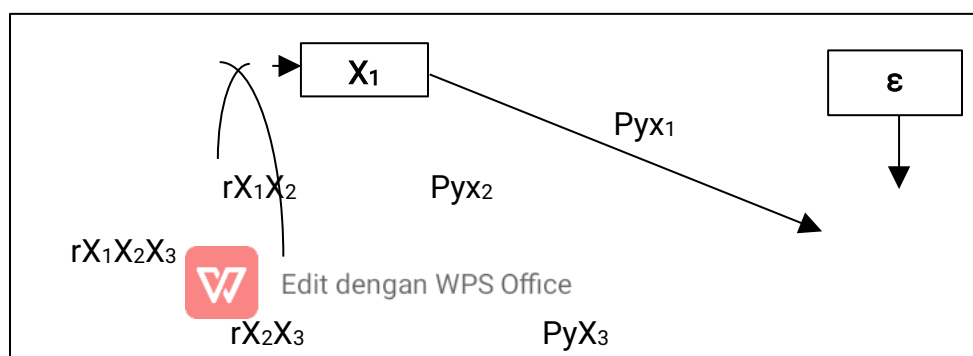 X₁
ε
Pyx₁
rX₁X₂
Pyx₂
rX₁X₂X₃
Edit dengan WPS Office
rX₂X₃
PyX₃